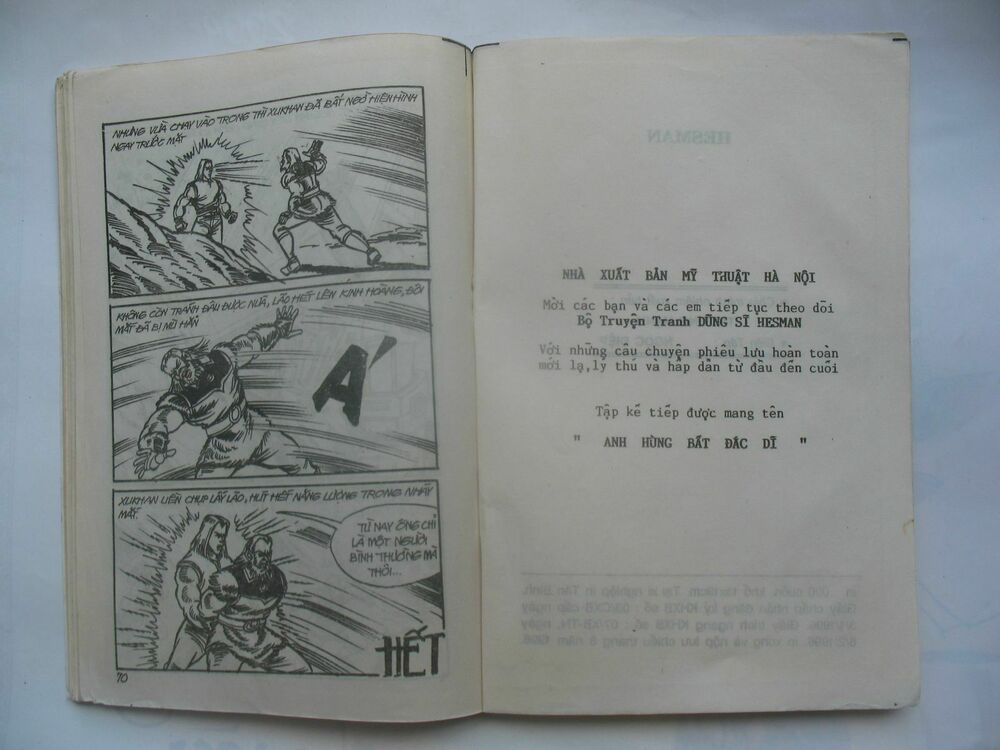 NHƯNG VỪA CHẠY VÀO TRONG THÌ XUKHAN ĐÃ BẤT NGỜ HIỆN HÌNH
NGAY TRƯỚC MẶT
KHÔNG CÒN TRÁNH ĐÂU ĐƯỢC NỮA, LÃO HÉT LÊN KINH HOÀNG, ĐÔI
MẮT ĐÃ BỊ MÙ HẲN
Á
XUKHAN LIỀN CHỤP LẤY LÃO, HÚT HẾT NĂNG LƯỢNG TRONG NHÁY
MẮT.
TỪ NAY ÔNG CHỈ
LÀ MỘT NGƯỜI
BÌNH THƯỜNG MÀ
THÔI...
HẾT
70
HESMAN
NHÀ XUẤT BẢN MỸ THUẬT HÀ NỘI
Mời các bạn và các em tiếp tục theo dõi
Bộ Truyện Tranh DŨNG SĨ HESMAN
Với những câu chuyện phiêu lưu hoàn toàn
mới lạ,lý thú và hấp dẫn từ đầu đến cuối
Tập kế tiếp được mang tên
" ANH HÙNG BẤT ĐẮC DĨ "